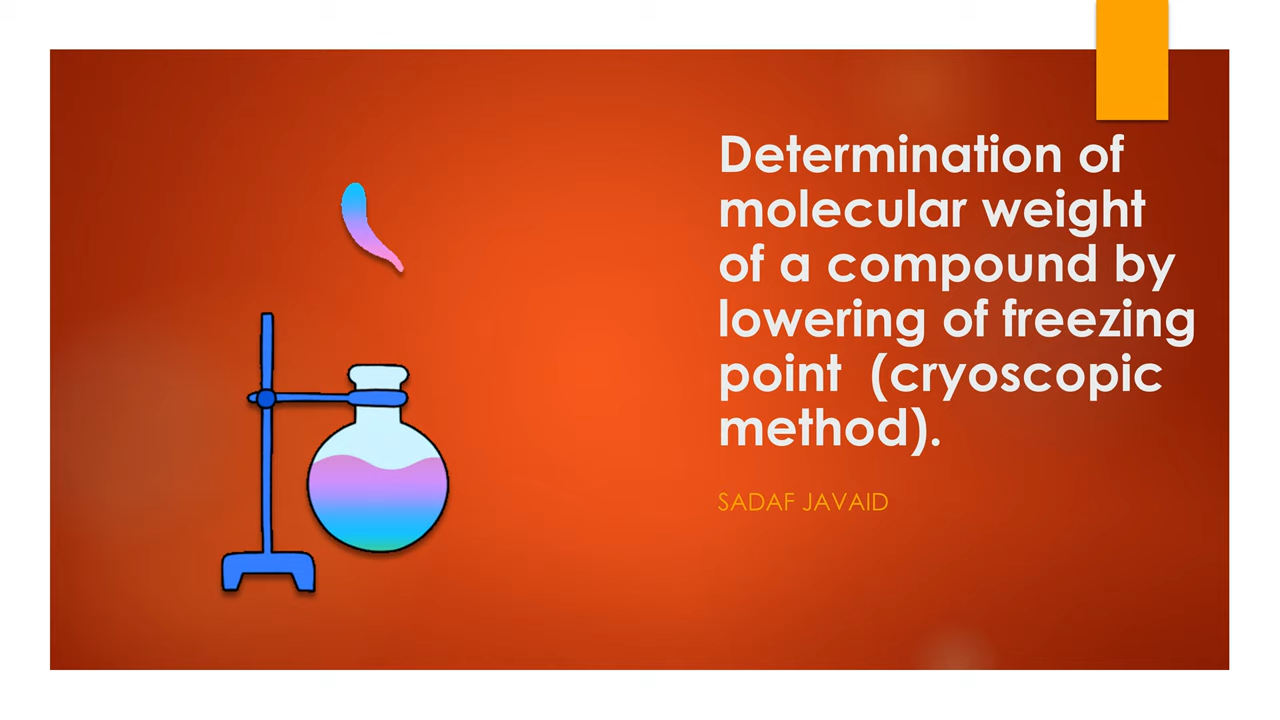 Determination of
molecular weight
of a compound by
lowering of freezing
point  (cryoscopic
method).
SADAF JAVAID